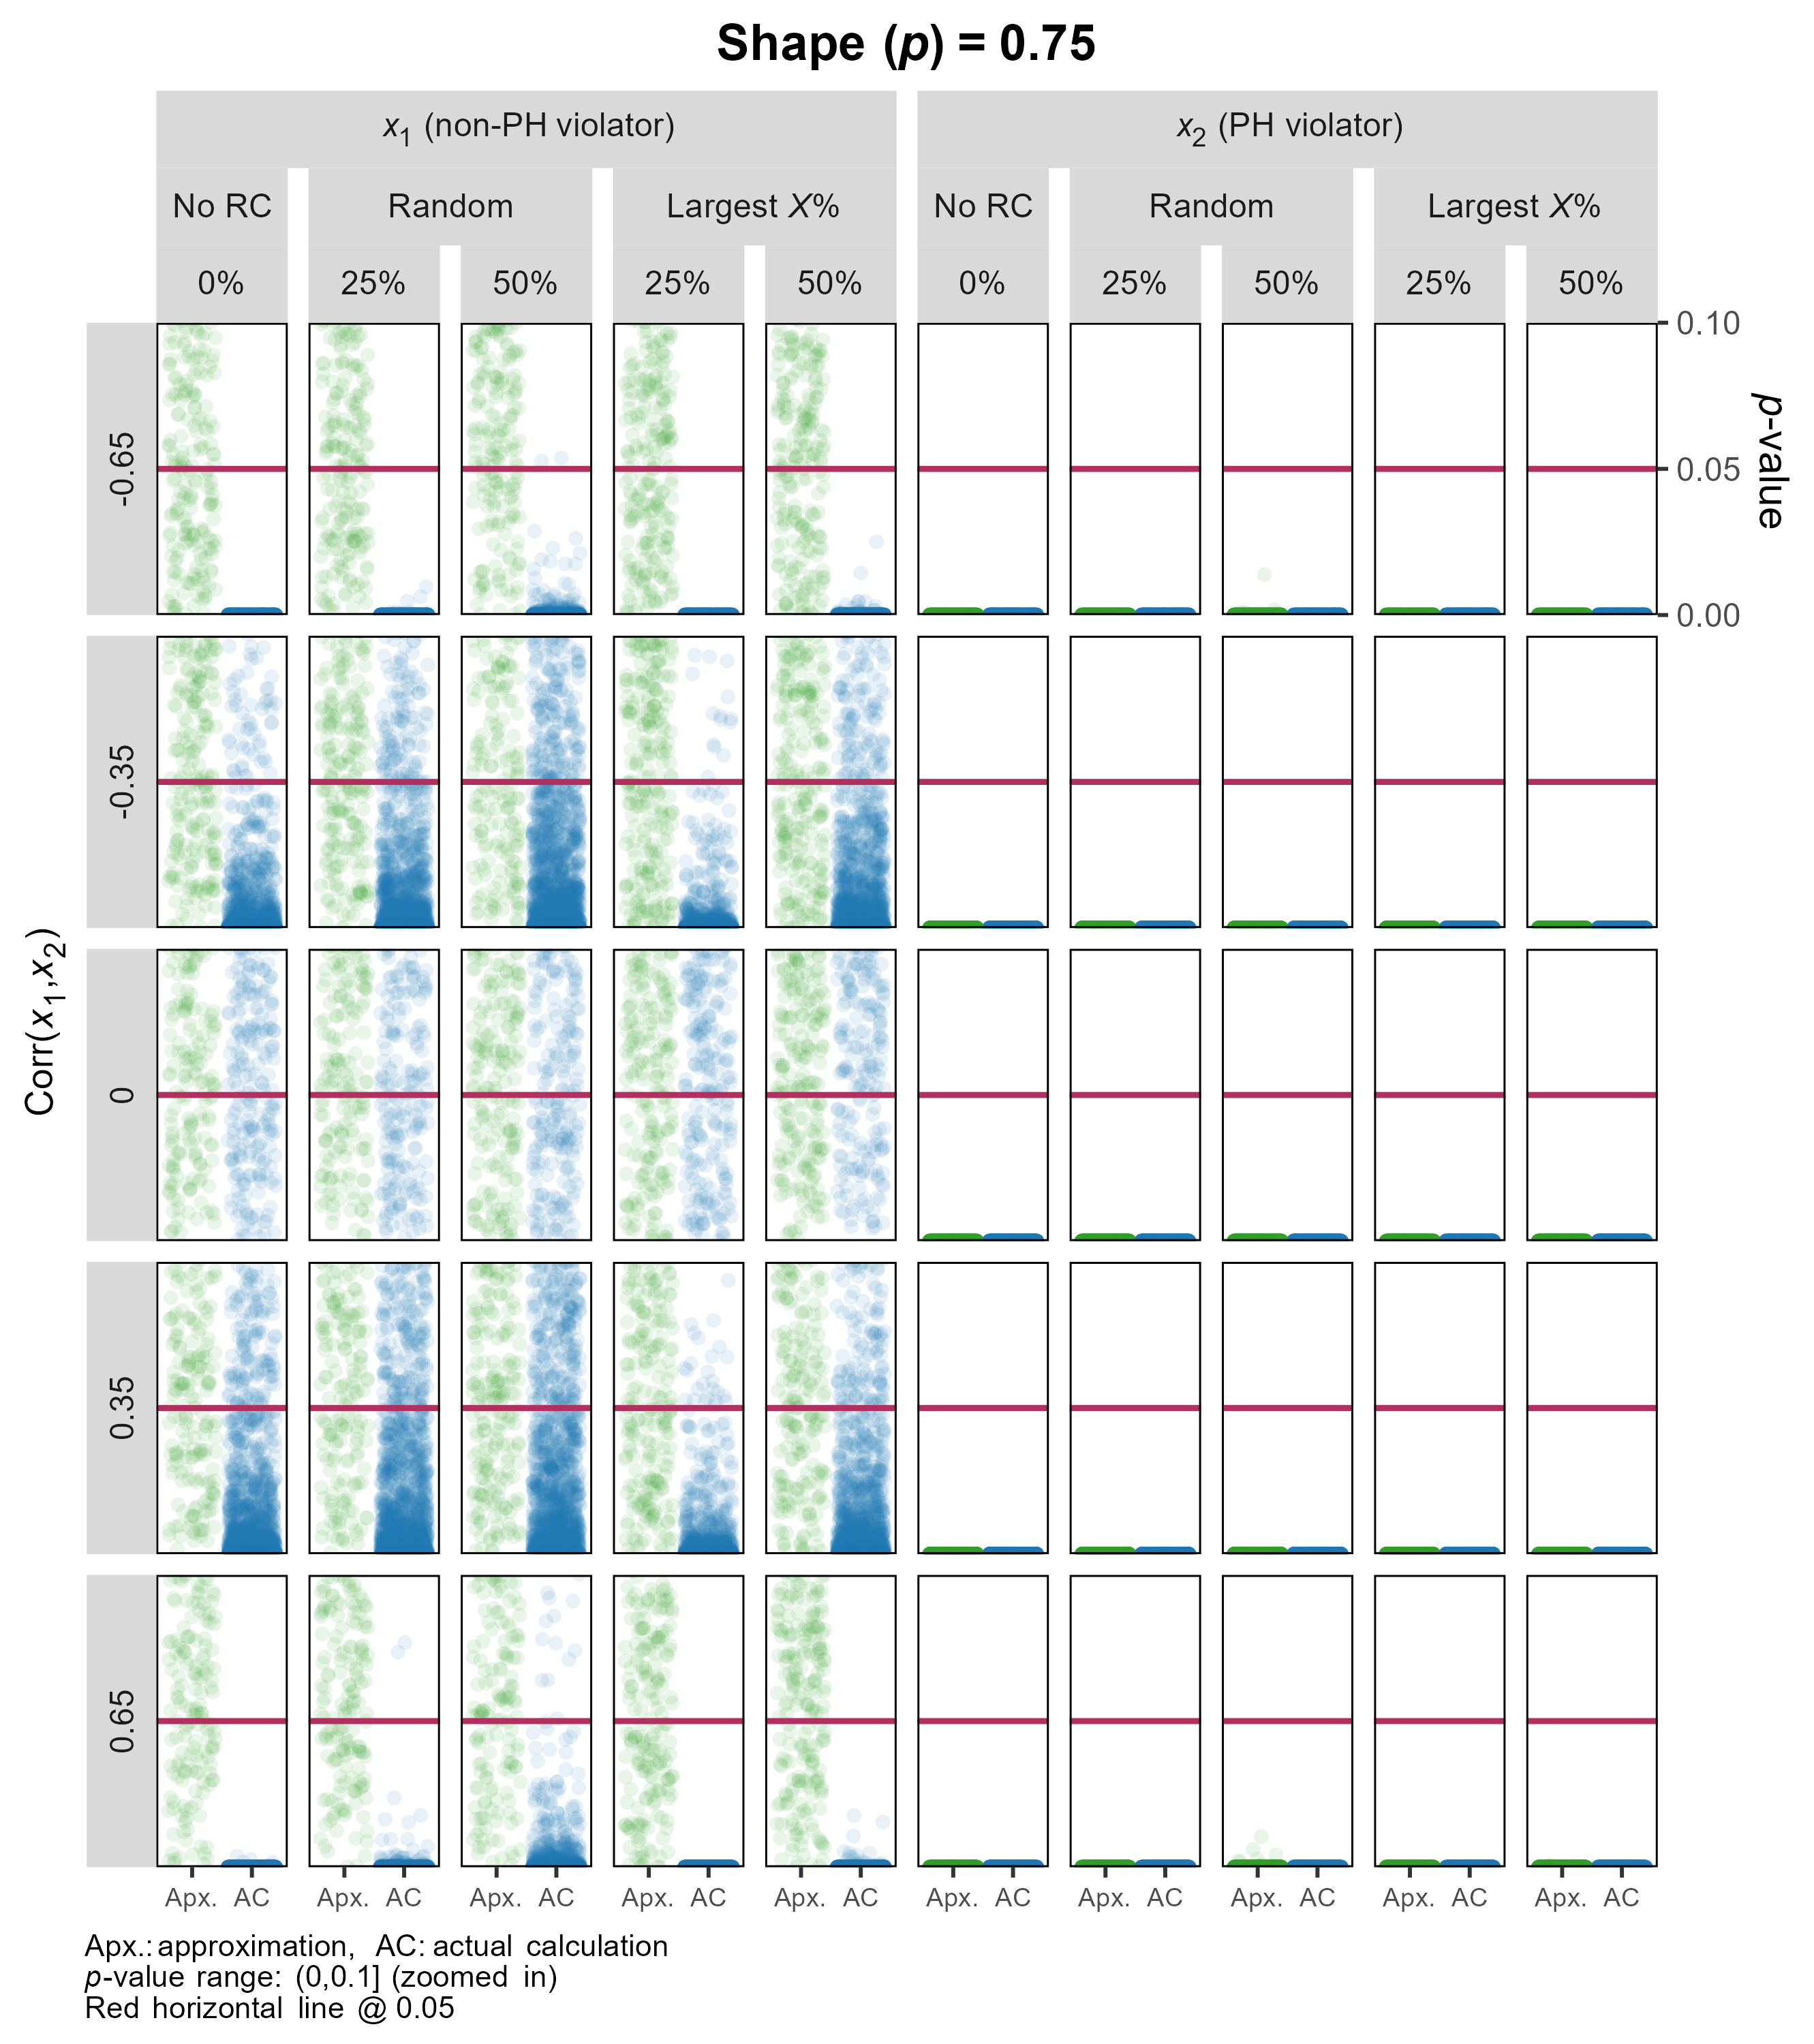 Shape (p) = 0.75
x1 (non-PH violator) x2 (PH violator)
No RC Random Largest X% No RC Random Largest X%
0% 25% 50% 25% 50% 0% 25% 50% 25% 50%
0.10
0.05
0.00
p-value
-0.65
-0.35
0
0.35
0.65
Corr(x1,x2)
Apx. AC Apx. AC Apx. AC Apx. AC Apx. AC Apx. AC Apx. AC Apx. AC Apx. AC Apx. AC
Apx.: approximation, AC: actual calculation
p-value range: (0,0.1] (zoomed in)
Red horizontal line @ 0.05